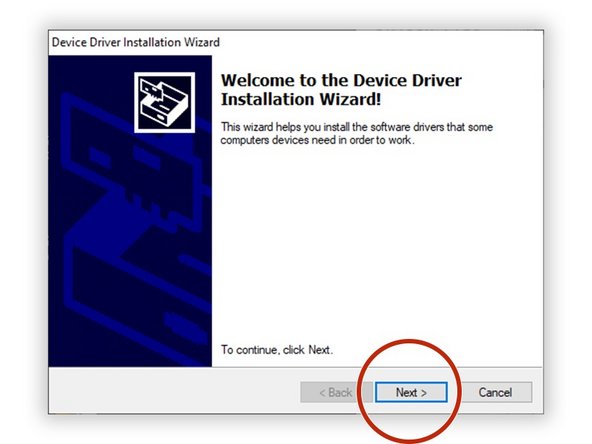 Device Driver Installation Wizard
Welcome to the Device Driver
Installation Wizard!
This wizard helps you install the software drivers that some
computers devices need in order to work.
To continue, click Next.
< Back
Next >
Cancel